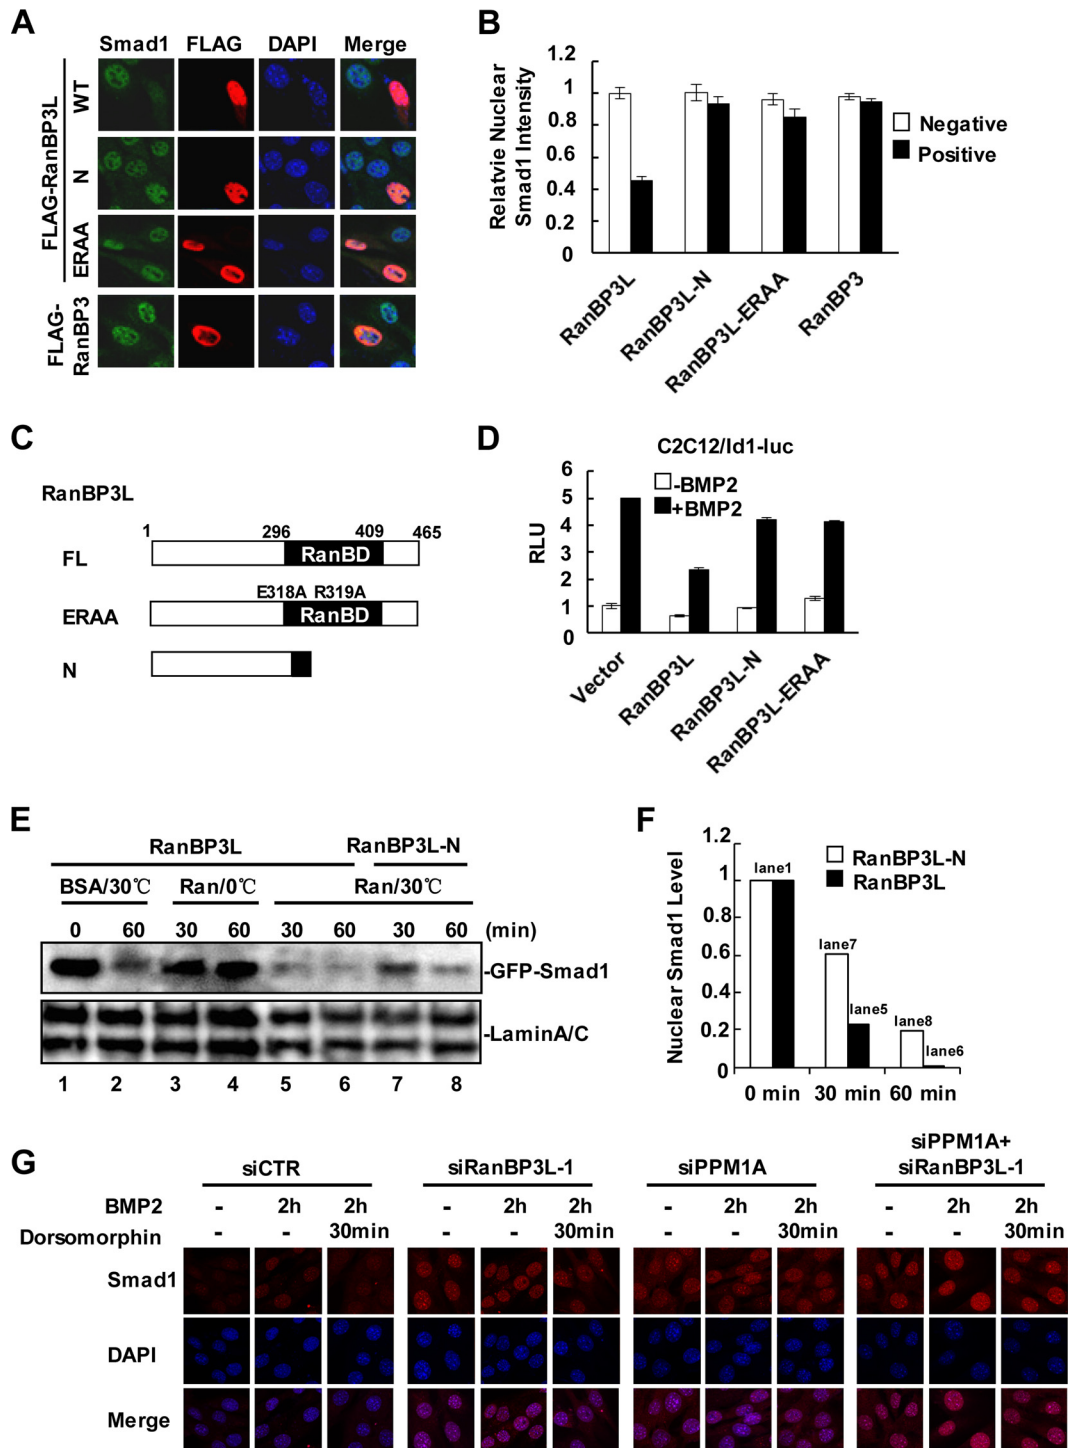 A
Smad1 FLAG DAPI Merge
FLAG-RanBP3L
WT
N
ERAA
FLAG-
RanBP3
B
Relatvie Nuclear
Smad1 Intensity
1.2
1
0.8
0.6
0.4
0.2
0
Negative
Positive
RanBP3L
RanBP3L-N
RanBP3L-ERAA
RanBP3
C
RanBP3L
1 296 409 465
FL RanBD
E318A R319A
ERAA RanBD
N
D
C2C12/Id1-luc
RLU
6
5
4
3
2
1
0
-BMP2
+BMP2
Vector
RanBP3L
RanBP3L-N
RanBP3L-ERAA
E
RanBP3L RanBP3L-N
BSA/30℃ Ran/0℃ Ran/30℃
0 60 30 60 30 60 30 60 (min)
-GFP-Smad1
-LaminA/C
1 2 3 4 5 6 7 8
F
Nuclear Smad1 Level
1.2
1
0.8
0.6
0.4
0.2
0
RanBP3L-N
RanBP3L
lane1
lane7
lane5
lane8
lane6
0 min 30 min 60 min
G
siCTR siRanBP3L-1 siPPM1A siPPM1A+
siRanBP3L-1
BMP2 - 2h 2h - 2h 2h - 2h 2h - 2h 2h
Dorsomorphin - - 30min - - 30min - - 30min - - 30min
Smad1
DAPI
Merge